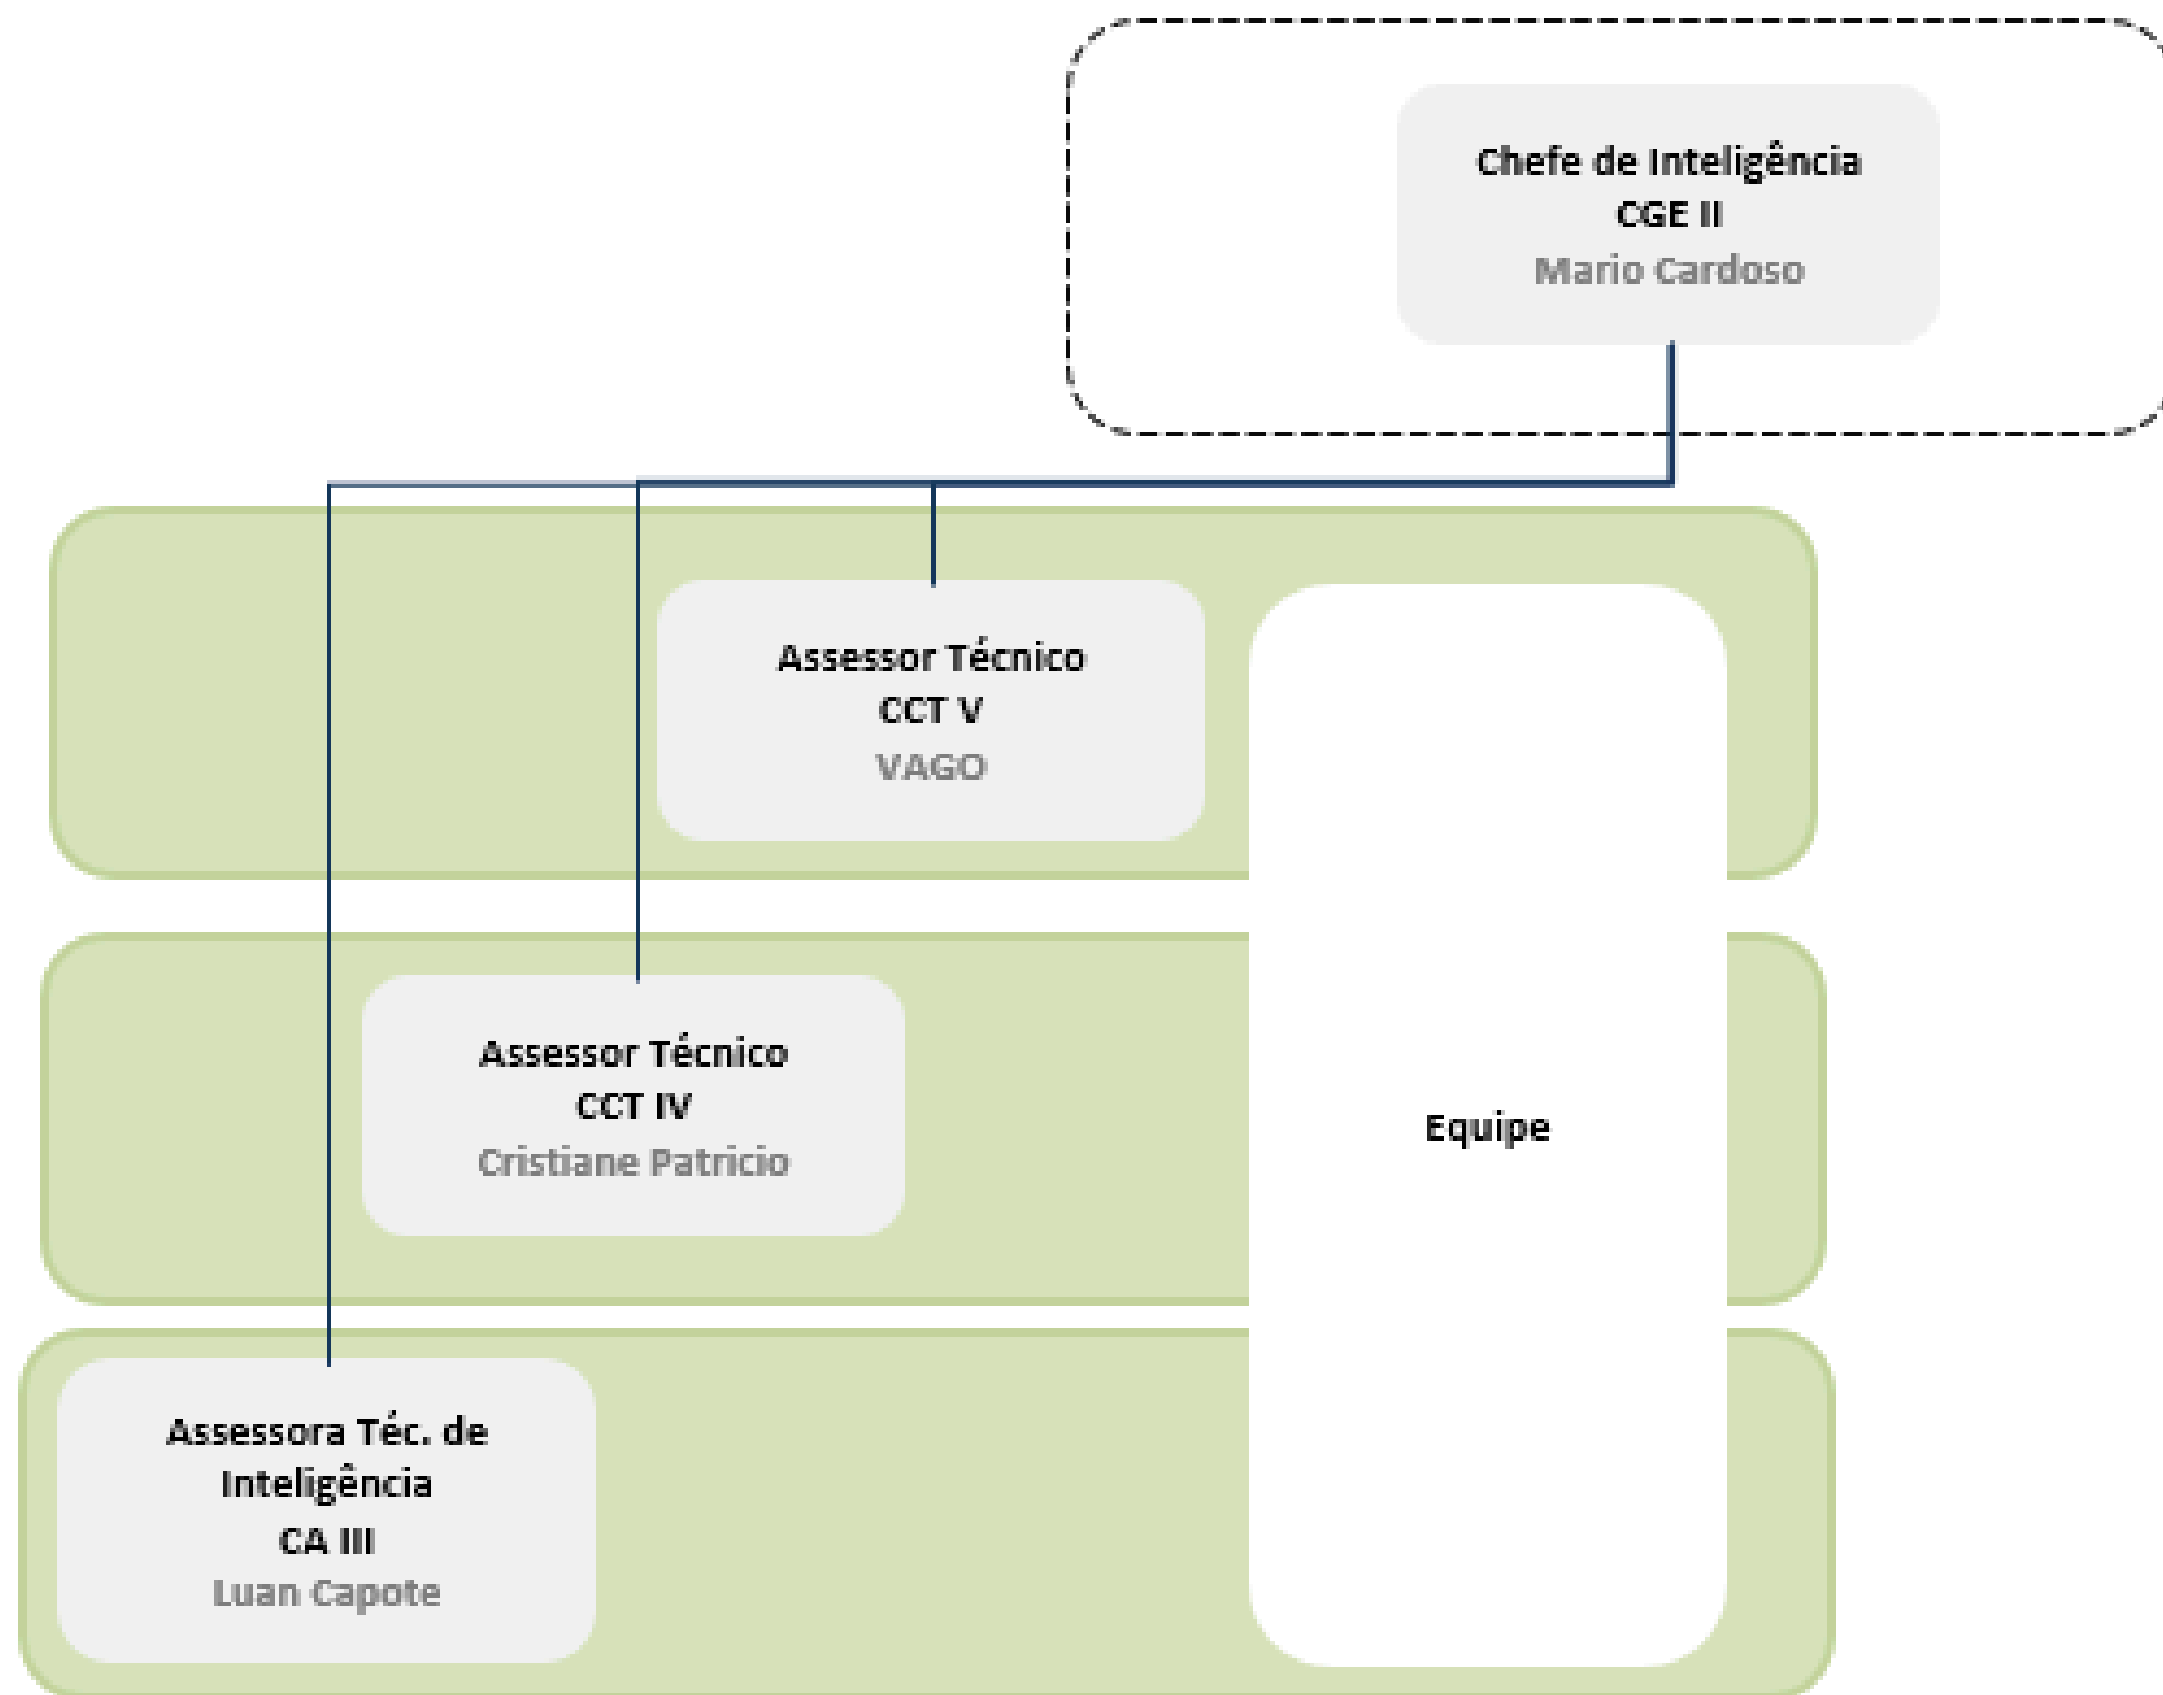 Chefe de Inteligência
CGE II
Mario Cardoso
Assessor Técnico
CCT V
VAGO
Assessor Técnico
CCT IV
Cristiane Patricio
Equipe
Assessora Téc. de
Inteligência
CA III
Luan Capote